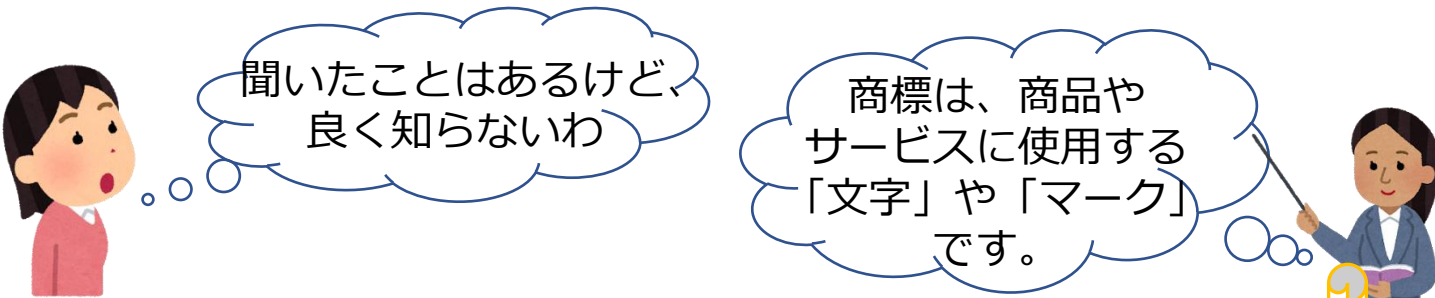 聞いたことはあるけど、
良く知らないわ
商標は、商品や
サービスに使用する
「文字」や「マーク」
です。